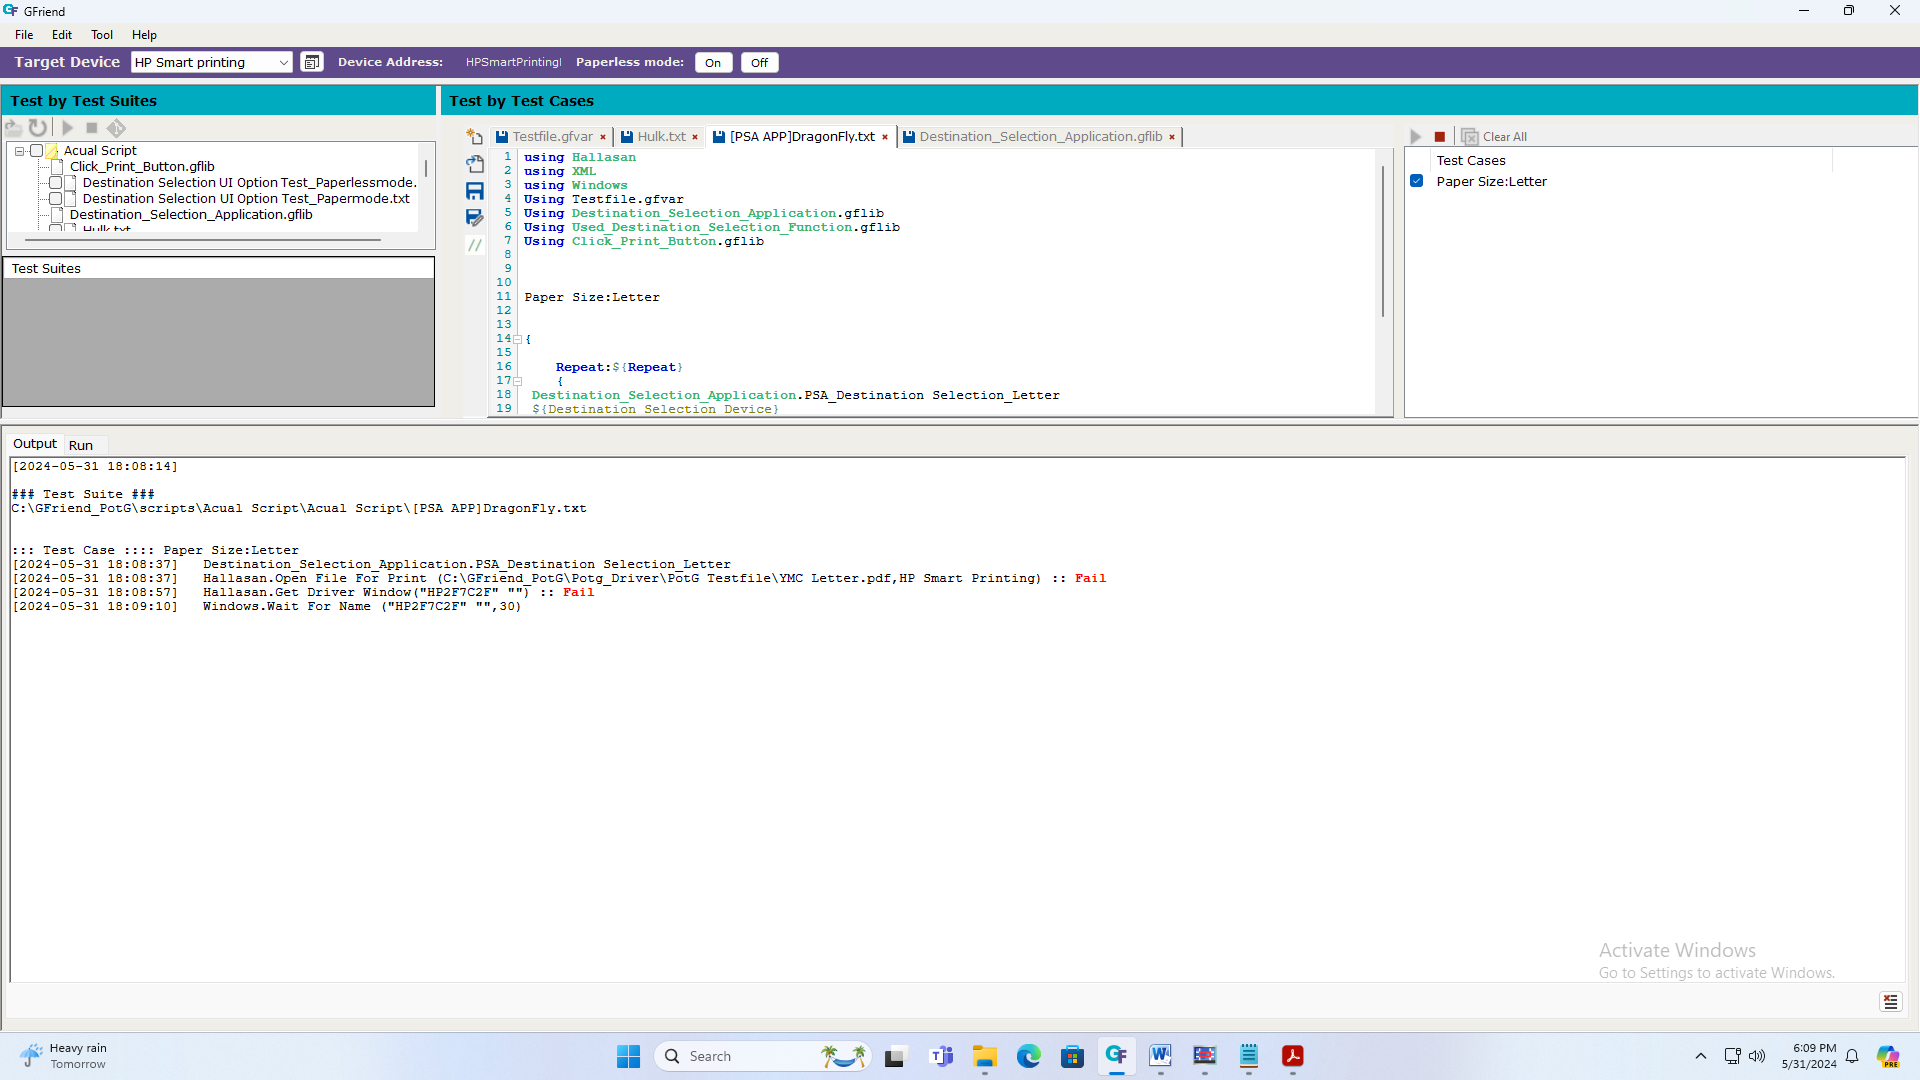 GFriend
File Edit Tool Help
Target Device HP Smart printing Device Address: HPSmartPrintingI Paperless mode: On Off
Test by Test Suites
Acual Script
Click_Print_Button.gflib
Destination Selection UI Option Test_Paperlessmode.
Destination Selection UI Option Test_Papermode.txt
Destination_Selection_Application.gflib
Hulk.txt
Test Suites
Test by Test Cases
Testfile.gfvar × Hulk.txt × [PSA APP]DragonFly.txt × Destination_Selection_Application.gflib ×
1 using Hallasan
2 using XML
3 using Windows
4 Using Testfile.gfvar
5 Using Destination_Selection_Application.gflib
6 Using Used_Destination_Selection_Function.gflib
7 Using Click_Print_Button.gflib
8
9
10
11 Paper Size:Letter
12
13
14 {
15
16 Repeat:${Repeat}
17 {
18 Destination_Selection_Application.PSA_Destination Selection_Letter
19 ${Destination Selection Device}
//
Clear All
Test Cases
Paper Size:Letter
Output Run
[2024-05-31 18:08:14]
### Test Suite ###
C:\GFriend_PotG\scripts\Acual Script\Acual Script\[PSA APP]DragonFly.txt
::: Test Case :::: Paper Size:Letter
[2024-05-31 18:08:37] Destination_Selection_Application.PSA_Destination Selection_Letter
[2024-05-31 18:08:37] Hallasan.Open File For Print (C:\GFriend_PotG\Potg_Driver\PotG Testfile\YMC Letter.pdf,HP Smart Printing) :: Fail
[2024-05-31 18:08:57] Hallasan.Get Driver Window("HP2F7C2F" "") :: Fail
[2024-05-31 18:09:10] Windows.Wait For Name ("HP2F7C2F" "",30)
Activate Windows
Go to Settings to activate Windows.
Heavy rain
Tomorrow
Search
6:09 PM
5/31/2024
PRE